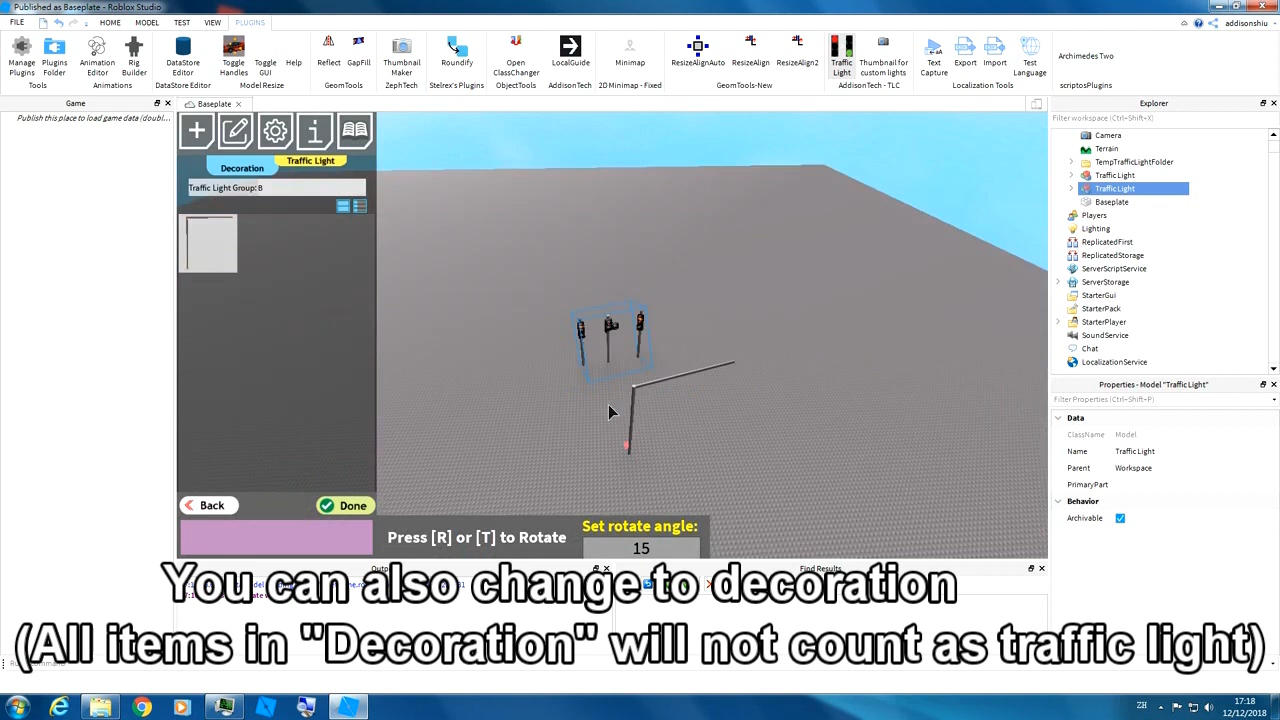 Published as Baseplate - Roblox Studio
FILE HOME MODEL TEST VIEW PLUGINS addisonshiu
Manage Plugins
Plugins Folder
Tools
Animation Editor
Rig Builder
Animations
DataStore Editor
DataStore Editor
Toggle Handles
Toggle GUI
Help
Model Resize
Reflect
GapFill
GeomTools
Thumbnail Maker
ZephTech
Roundify
Stelrex's Plugins
Open ClassChanger
ObjectTools
LocalGuide
AddisonTech
Minimap
2D Minimap - Fixed
ResizeAlignAuto
ResizeAlign
ResizeAlign2
GeomTools-New
Traffic Light
Thumbnail for custom lights
AddisonTech - TLC
Text Capture
Export
Import
Test Language
Localization Tools
Archimedes Two
scriptosPlugins
Game
Publish this place to load game data (doubl...
Baseplate
Decoration
Traffic Light
Traffic Light Group: B
Back
Done
Press [R] or [T] to Rotate
Set rotate angle:
15
Explorer
Filter workspace (Ctrl+Shift+X)
Camera
Terrain
TempTrafficLightFolder
Traffic Light
Traffic Light
Baseplate
Players
Lighting
ReplicatedFirst
ReplicatedStorage
ServerScriptService
ServerStorage
StarterGui
StarterPack
StarterPlayer
SoundService
Chat
LocalizationService
Properties - Model "Traffic Light"
Filter Properties (Ctrl+Shift+P)
Data
ClassName Model
Name Traffic Light
Parent Workspace
PrimaryPart
Behavior
Archivable
Find Results
You can also change to decoration
(All items in "Decoration" will not count as traffic light)
ZH
17:18
12/12/2018